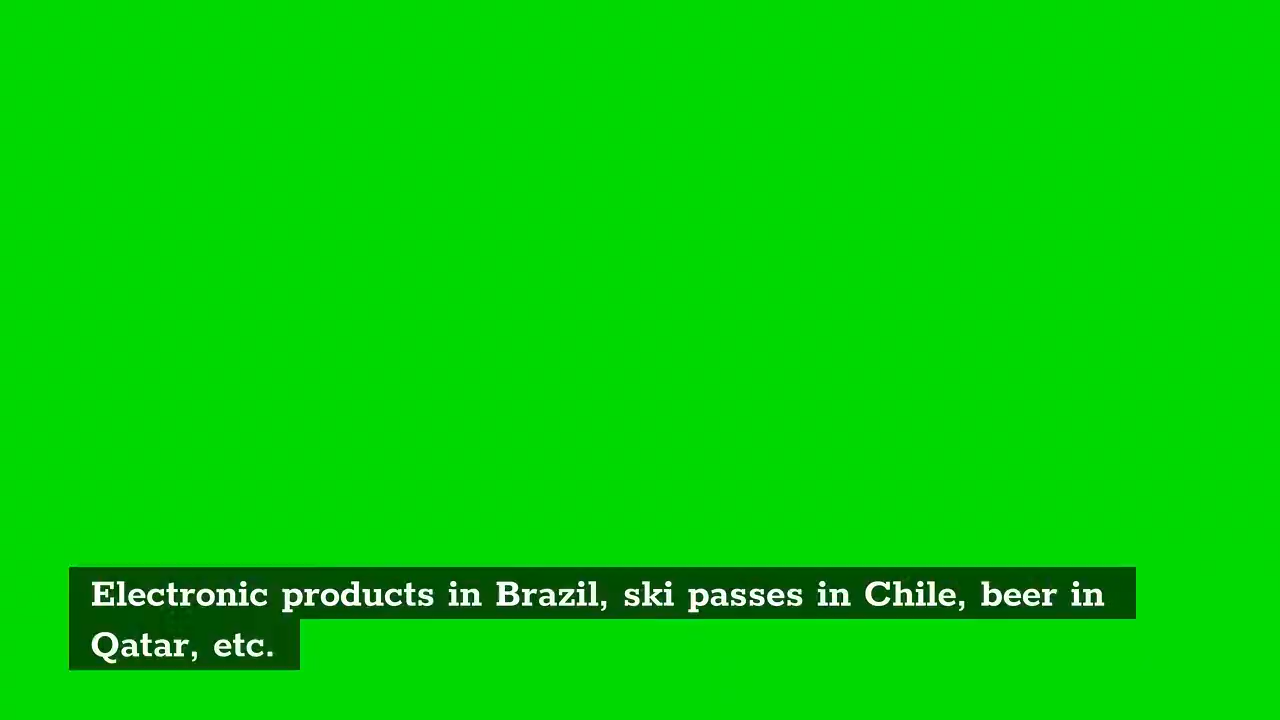 Electronic products in Brazil, ski passes in Chile, beer in
Qatar, etc.